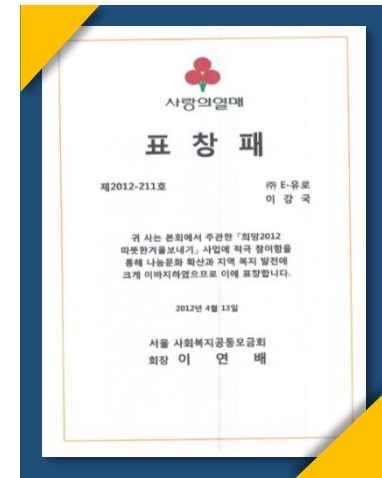 사랑의열매
표 창 패
제2012-211호
㈜ E-유로
이 강 국
귀 사는 본회에서 주관한 「희망2012
따뜻한겨울보내기」 사업에 적극 참여함을
통해 나눔문화 확산과 지역 복지 발전에
크게 이바지하였으므로 이에 표창합니다.
2012년 4월 13일
서울 사회복지공동모금회
회장 이 연 배